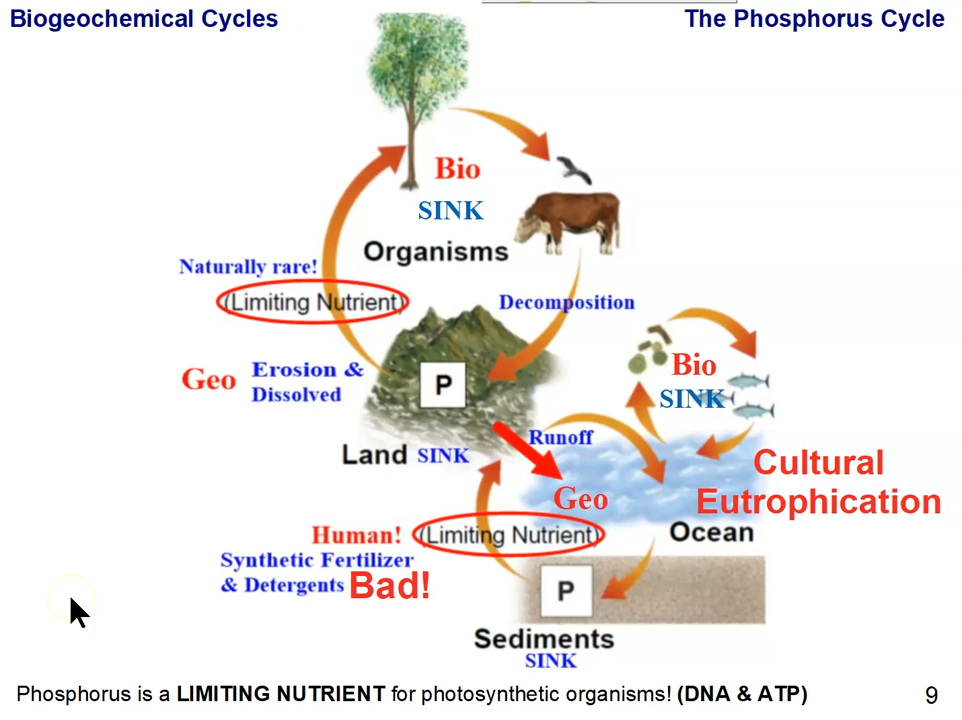 Biogeochemical Cycles
The Phosphorus Cycle
Bio
SINK
Organisms
Naturally rare!
(Limiting Nutrient)
Decomposition
Geo
Erosion &
Dissolved
P
Bio
SINK
Land SINK
Runoff
Geo
Cultural
Eutrophication
Ocean
Human! (Limiting Nutrient)
Synthetic Fertilizer
& Detergents Bad!
P
Sediments
SINK
Phosphorus is a LIMITING NUTRIENT for photosynthetic organisms! (DNA & ATP)
9